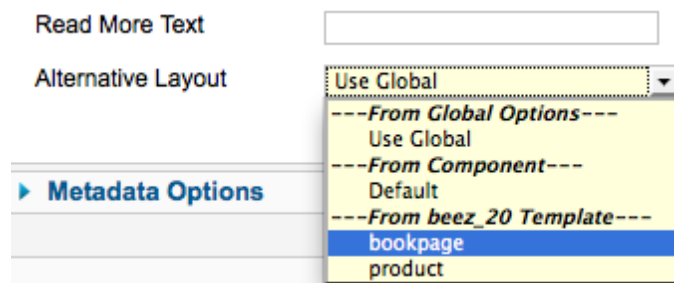 Read More Text
Alternative Layout
Use Global
---From Global Options---
Use Global
---From Component---
Default
---From beez_20 Template---
bookpage
product
Metadata Options